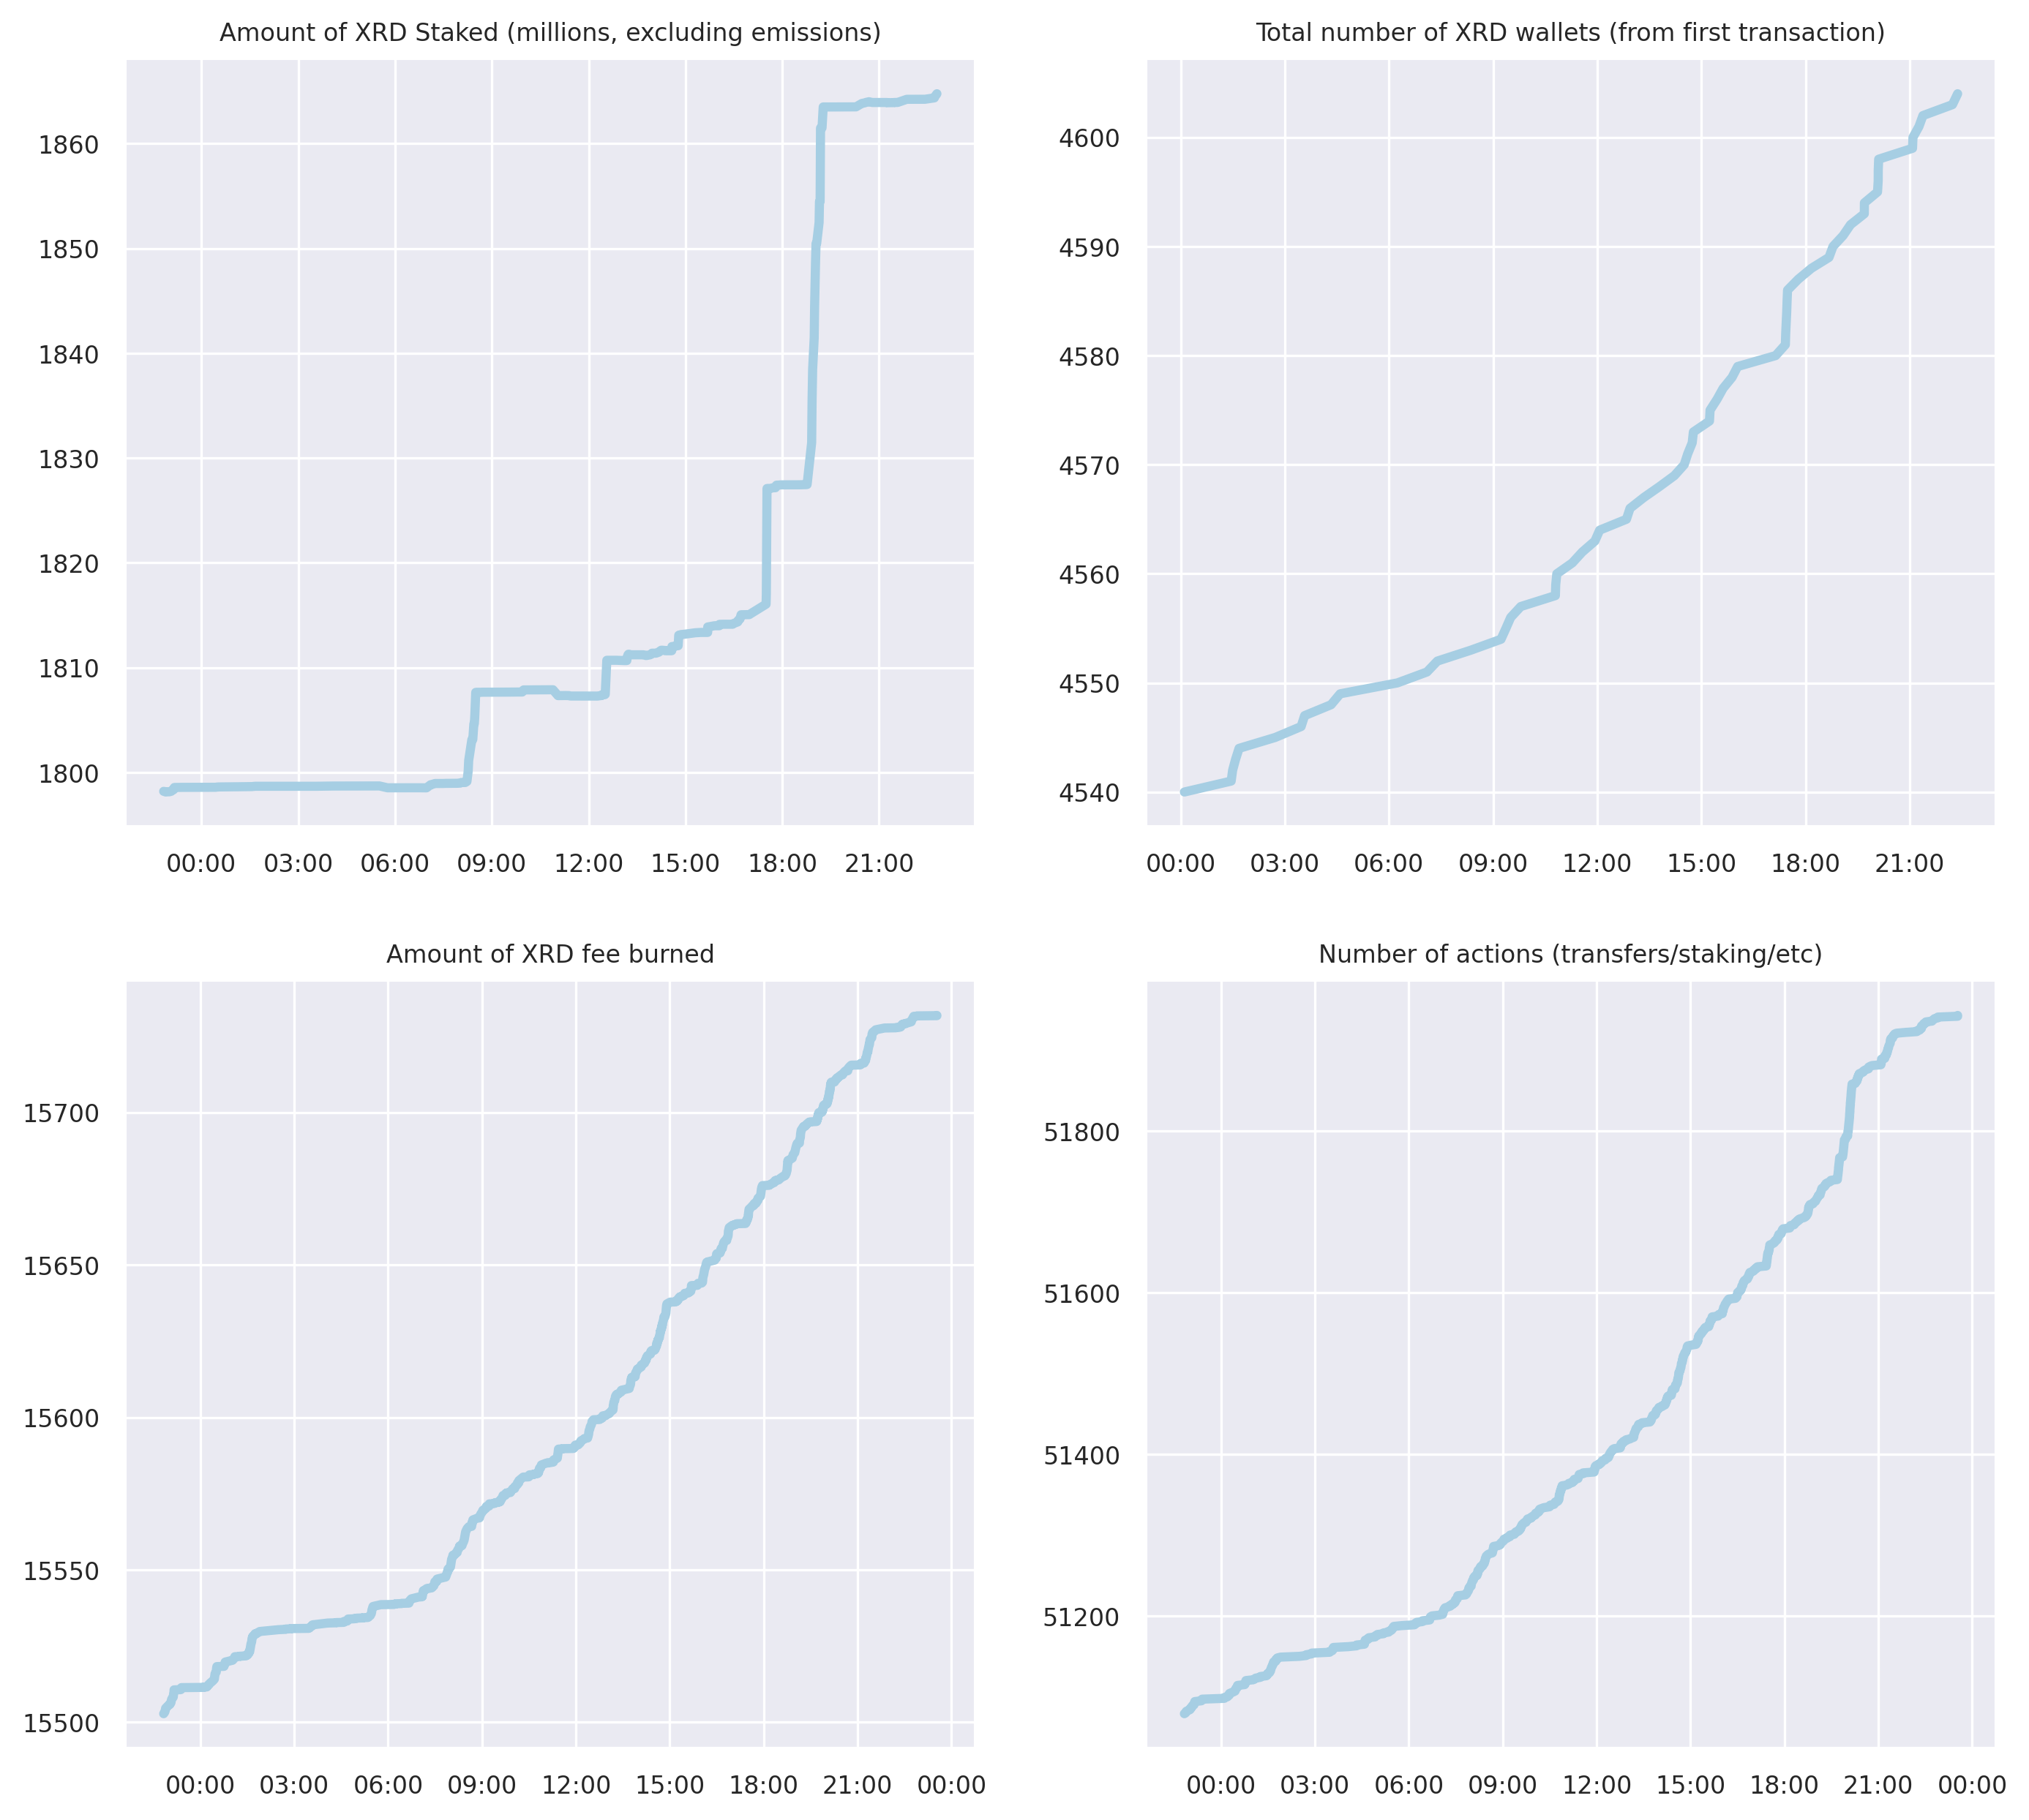 Amount of XRD Staked (millions, excluding emissions)
1860
1850
1840
1830
1820
1810
1800
00:00 03:00 06:00 09:00 12:00 15:00 18:00 21:00
Total number of XRD wallets (from first transaction)
4600
4590
4580
4570
4560
4550
4540
00:00 03:00 06:00 09:00 12:00 15:00 18:00 21:00
Amount of XRD fee burned
15700
15650
15600
15550
15500
00:00 03:00 06:00 09:00 12:00 15:00 18:00 21:00 00:00
Number of actions (transfers/staking/etc)
51800
51600
51400
51200
00:00 03:00 06:00 09:00 12:00 15:00 18:00 21:00 00:00